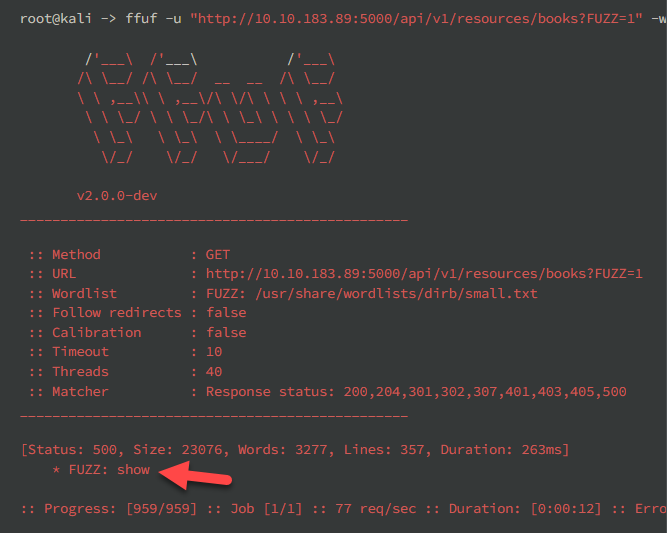 root@kali -> ffuf -u "http://10.10.183.89:5000/api/v1/resources/books?FUZZ=1" -w
        /'___\  /'___\           /'___\
       /\ \__/ /\ \__/  __  __  /\ \__/
       \ \ ,__\\ \ ,__\/\ \/\ \ \ \ ,__\
        \ \ \_/ \ \ \_/\ \ \_\ \ \ \ \_/
         \ \_\   \ \_\  \ \____/  \ \_\
          \/_/    \/_/   \/___/    \/_/
       v2.0.0-dev
________________________________________________
 :: Method           : GET
 :: URL              : http://10.10.183.89:5000/api/v1/resources/books?FUZZ=1
 :: Wordlist         : FUZZ: /usr/share/wordlists/dirb/small.txt
 :: Follow redirects : false
 :: Calibration      : false
 :: Timeout          : 10
 :: Threads          : 40
 :: Matcher          : Response status: 200,204,301,302,307,401,403,405,500
________________________________________________
[Status: 500, Size: 23076, Words: 3277, Lines: 357, Duration: 263ms]
    * FUZZ: show
:: Progress: [959/959] :: Job [1/1] :: 77 req/sec :: Duration: [0:00:12] :: Erro